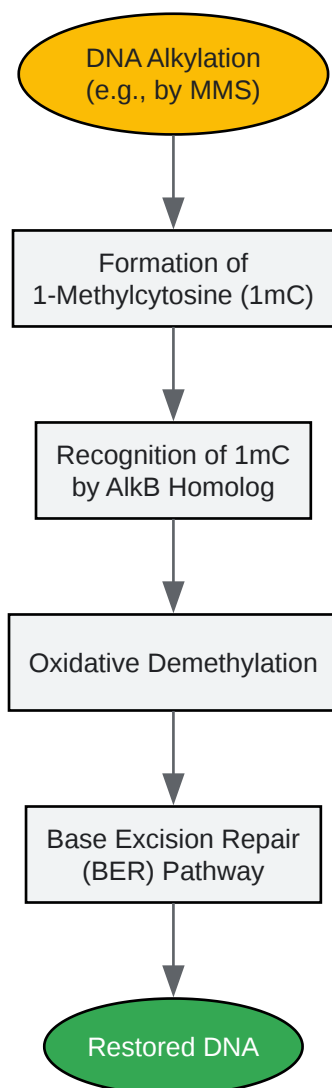 DNA Alkylation
(e.g., by MMS)
Formation of
1-Methylcytosine (1mC)
Recognition of 1mC
by AlkB Homolog
Oxidative Demethylation
Base Excision Repair
(BER) Pathway
Restored DNA